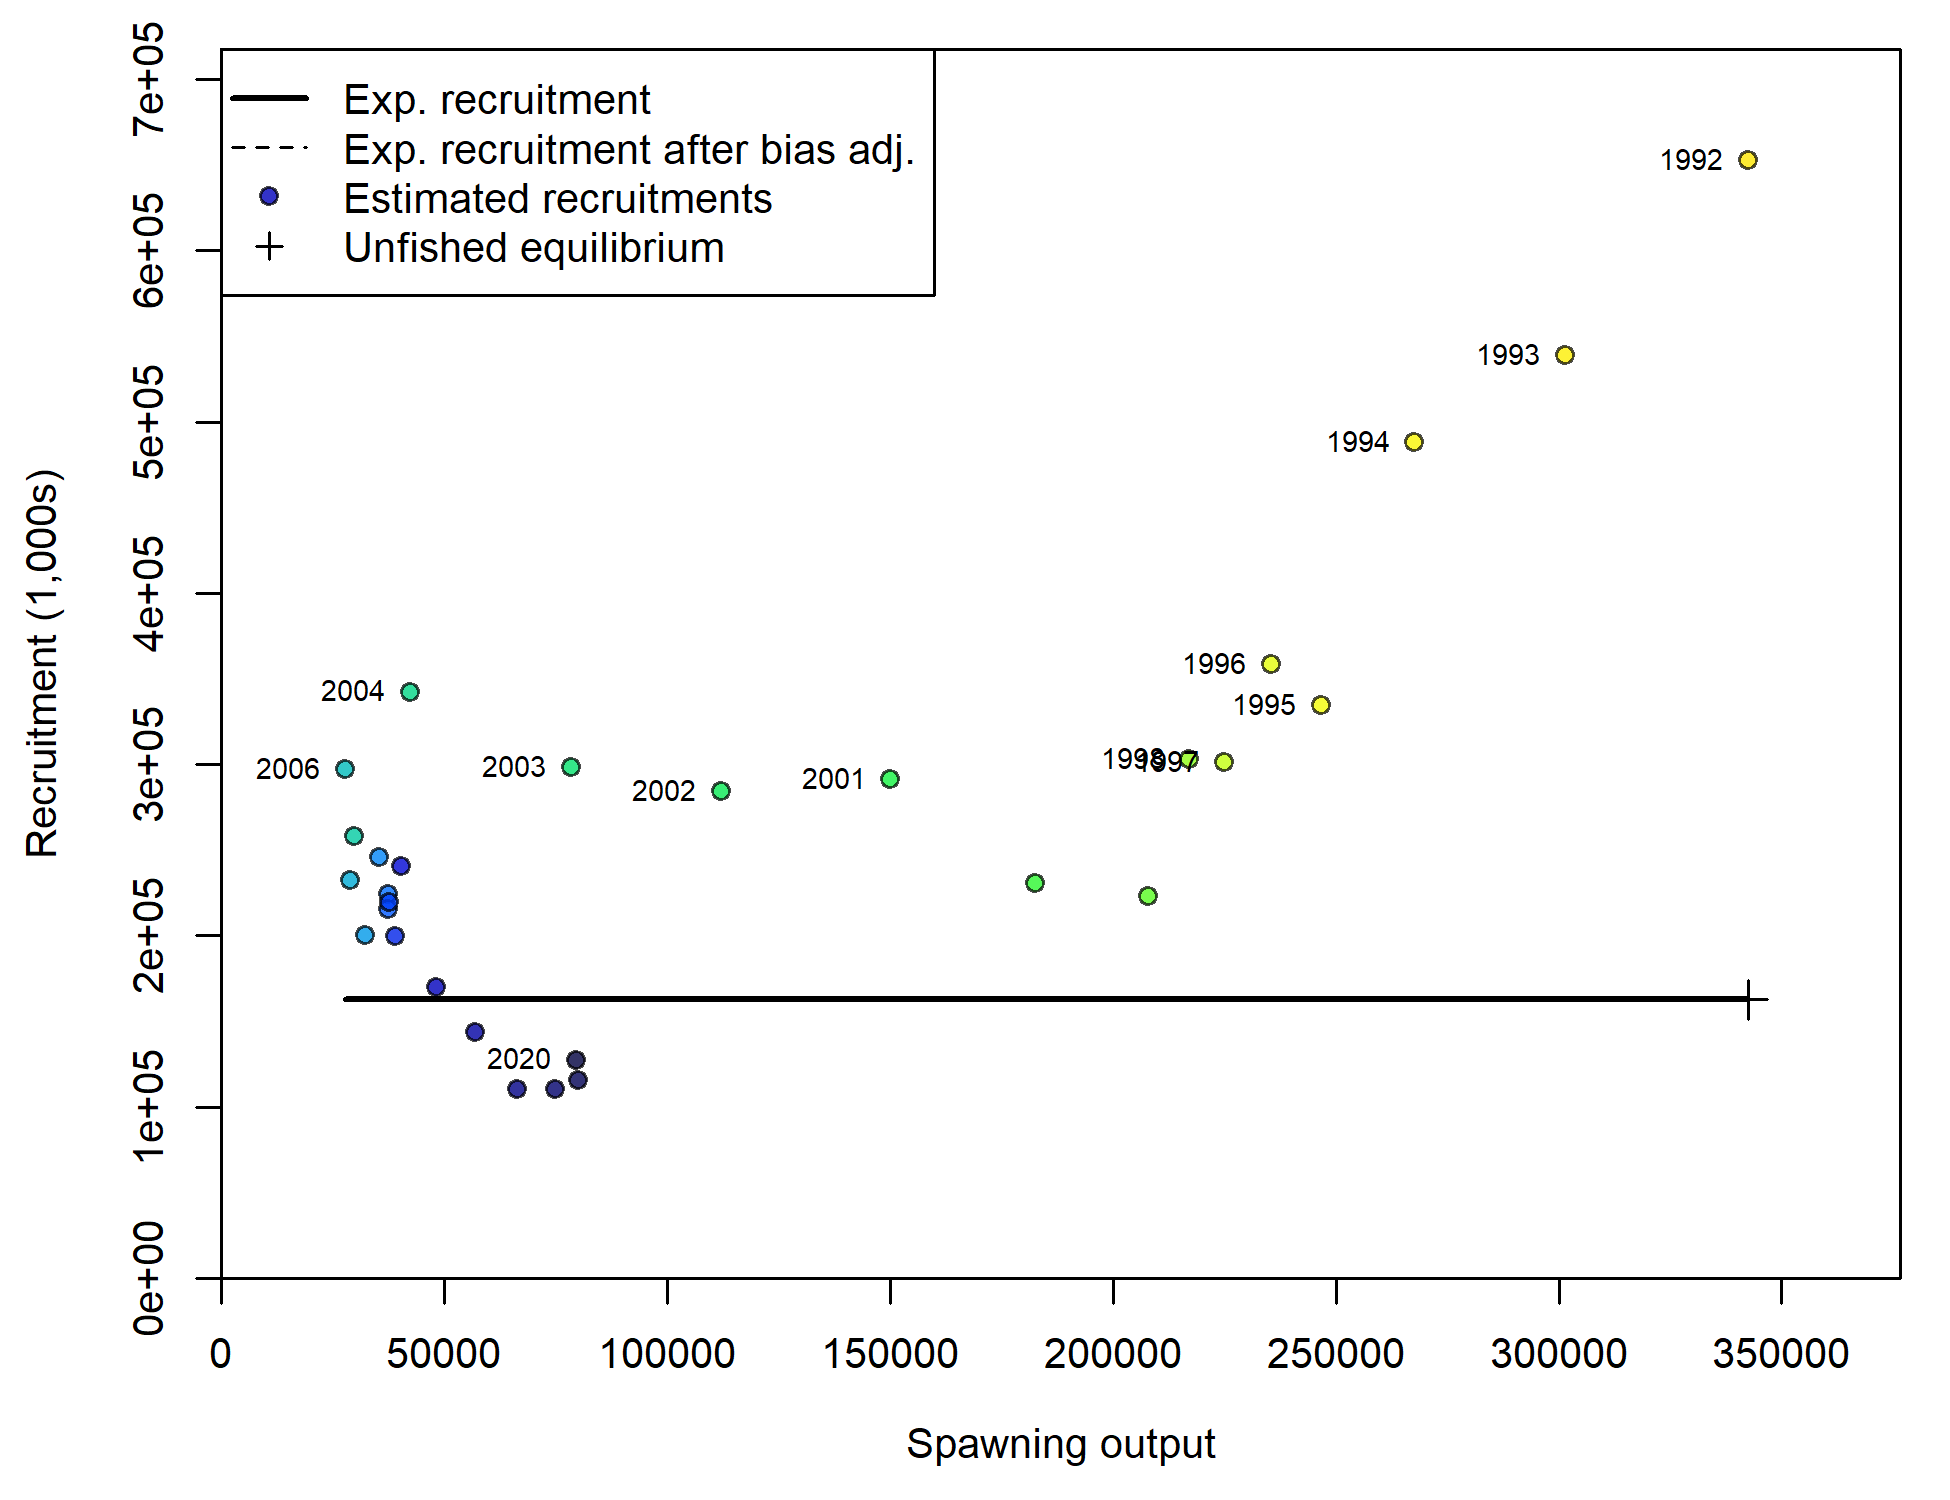 Exp. recruitment
Exp. recruitment after bias adj.
Estimated recruitments
Unfished equilibrium
Recruitment (1,000s)
7e+05
6e+05
5e+05
4e+05
3e+05
2e+05
1e+05
0e+00
1992
1993
1994
1996
1995
1998
1997
2004
2006
2003
2002
2001
2020
0
50000
100000
150000
200000
250000
300000
350000
Spawning output